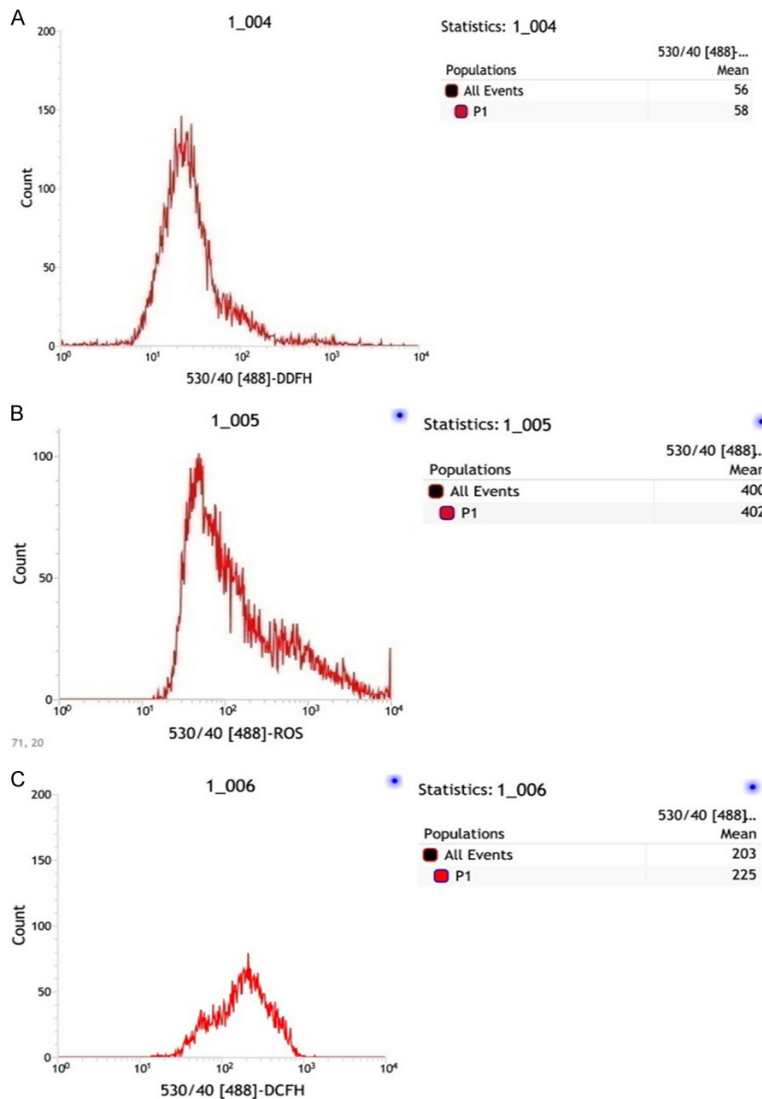 A
1_004
Statistics: 1_004
530/40 [488]-...
Populations Mean
All Events 56
P1 58
200
150
100
50
0
Count
10⁰ 10¹ 10² 10³ 10⁴
530/40 [488]-DDFH
B
1_005
Statistics: 1_005
530/40 [488]...
Populations Mean
All Events 400
P1 402
100
50
0
Count
10⁰ 10¹ 10² 10³ 10⁴
530/40 [488]-ROS
71, 20
C
1_006
Statistics: 1_006
530/40 [488]...
Populations Mean
All Events 203
P1 225
200
150
100
50
0
Count
10⁰ 10¹ 10² 10³ 10⁴
530/40 [488]-DCFH